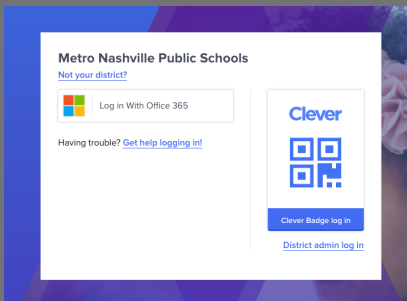 Metro Nashville Public Schools
Not your district?
Log in With Office 365
Having trouble? Get help logging in!
Clever
Clever Badge log in
District admin log in